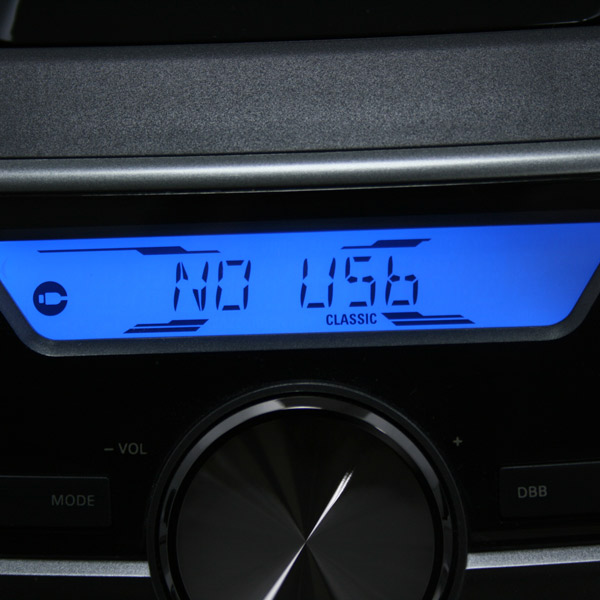 NO USb
CLASSIC
– VOL +
MODE DBB